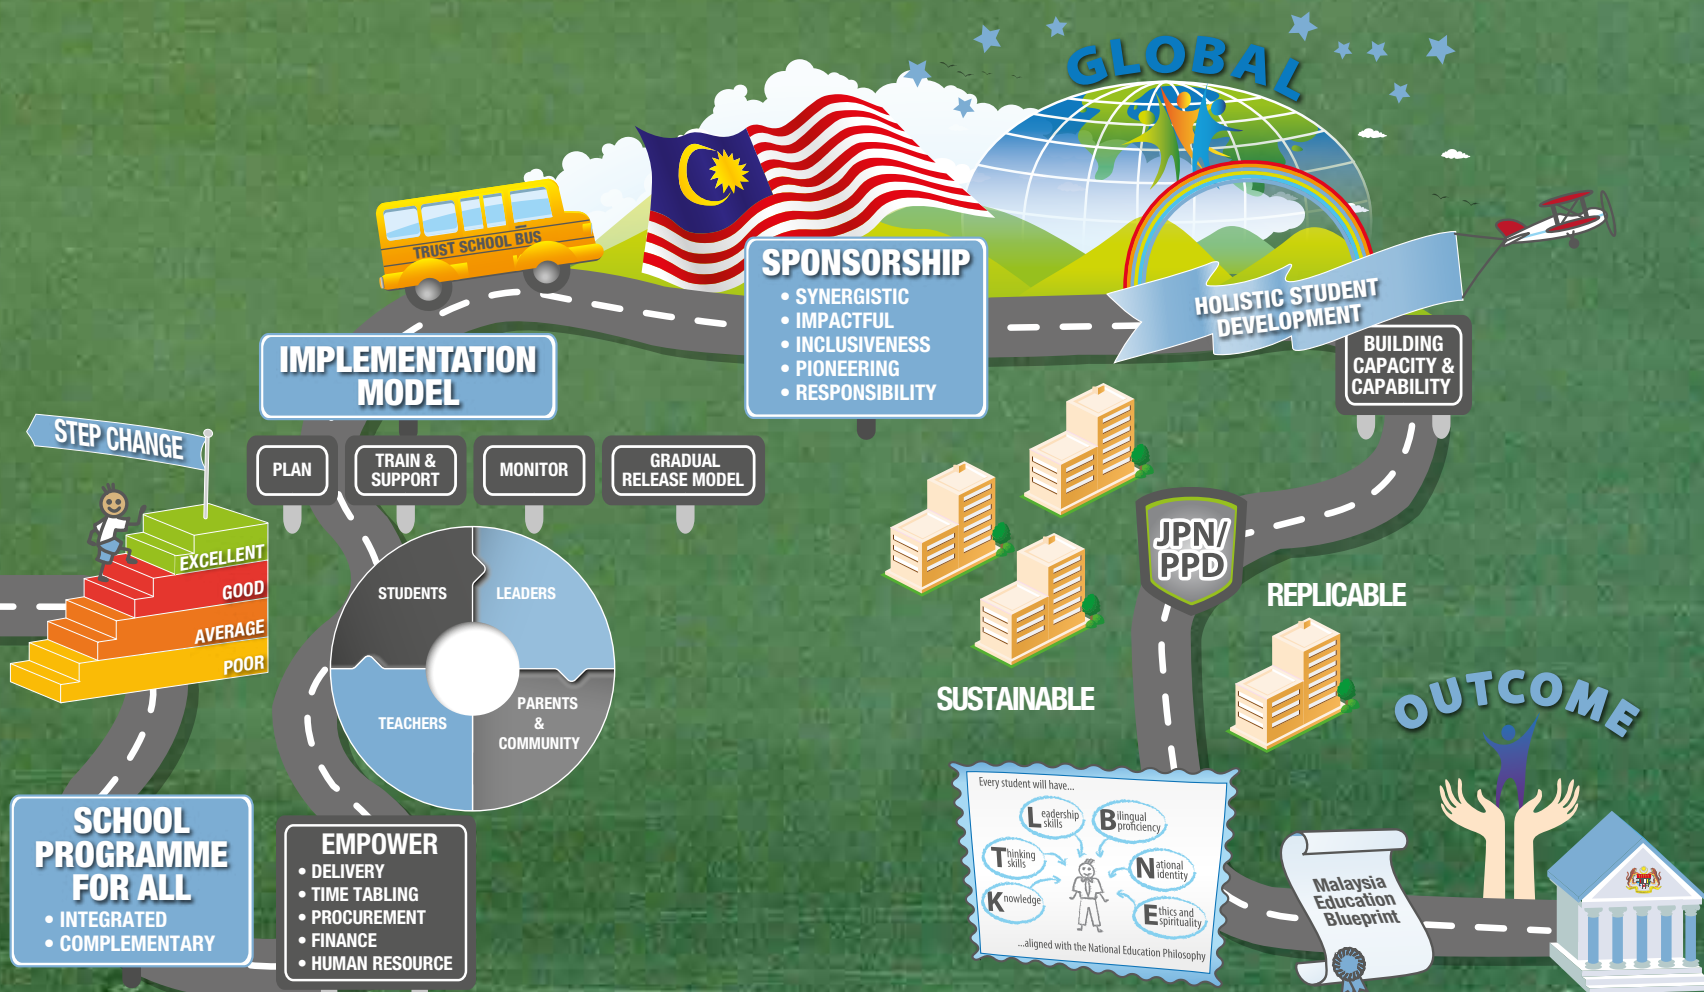 GLOBAL
TRUST SCHOOL BUS
SPONSORSHIP
• SYNERGISTIC
• IMPACTFUL
• INCLUSIVENESS
• PIONEERING
• RESPONSIBILITY
HOLISTIC STUDENT
DEVELOPMENT
BUILDING
CAPACITY &
CAPABILITY
IMPLEMENTATION
MODEL
PLAN
TRAIN &
SUPPORT
MONITOR
GRADUAL
RELEASE MODEL
STEP CHANGE
EXCELLENT
GOOD
AVERAGE
POOR
STUDENTS
LEADERS
TEACHERS
PARENTS
&
COMMUNITY
JPN/
PPD
REPLICABLE
SUSTAINABLE
OUTCOME
SCHOOL
PROGRAMME
FOR ALL
• INTEGRATED
• COMPLEMENTARY
EMPOWER
• DELIVERY
• TIME TABLING
• PROCUREMENT
• FINANCE
• HUMAN RESOURCE
Every student will have...
Leadership
skills
Bilingual
proficiency
Thinking
skills
National
identity
Knowledge
Ethics and
spirituality
...aligned with the National Education Philosophy
Malaysia
Education
Blueprint